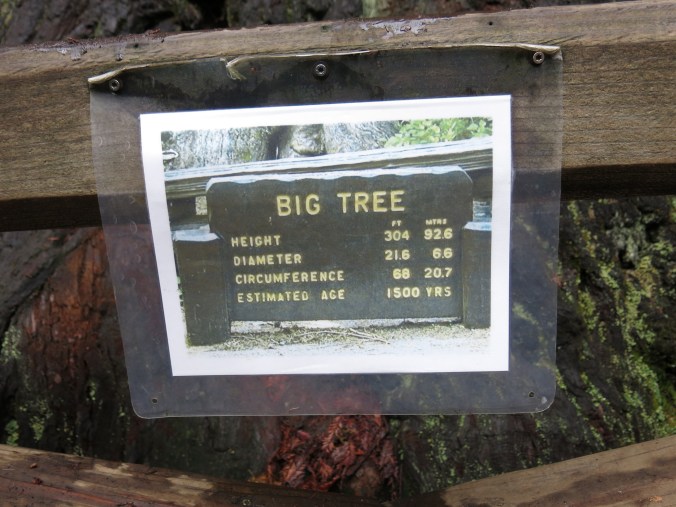 BIG TREE
FT MTRS
HEIGHT 304 92.6
DIAMETER 21.6 6.6
CIRCUMFERENCE 68 20.7
ESTIMATED AGE 1500 YRS